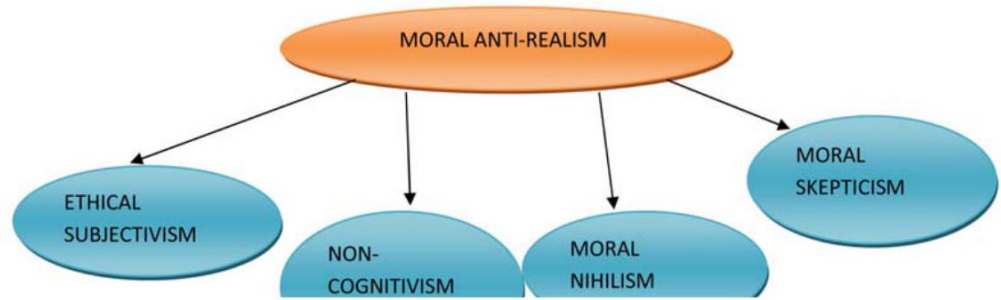 MORAL ANTI-REALISM
ETHICAL
SUBJECTIVISM
NON-
COGNITIVISM
MORAL
NIHILISM
MORAL
SKEPTICISM